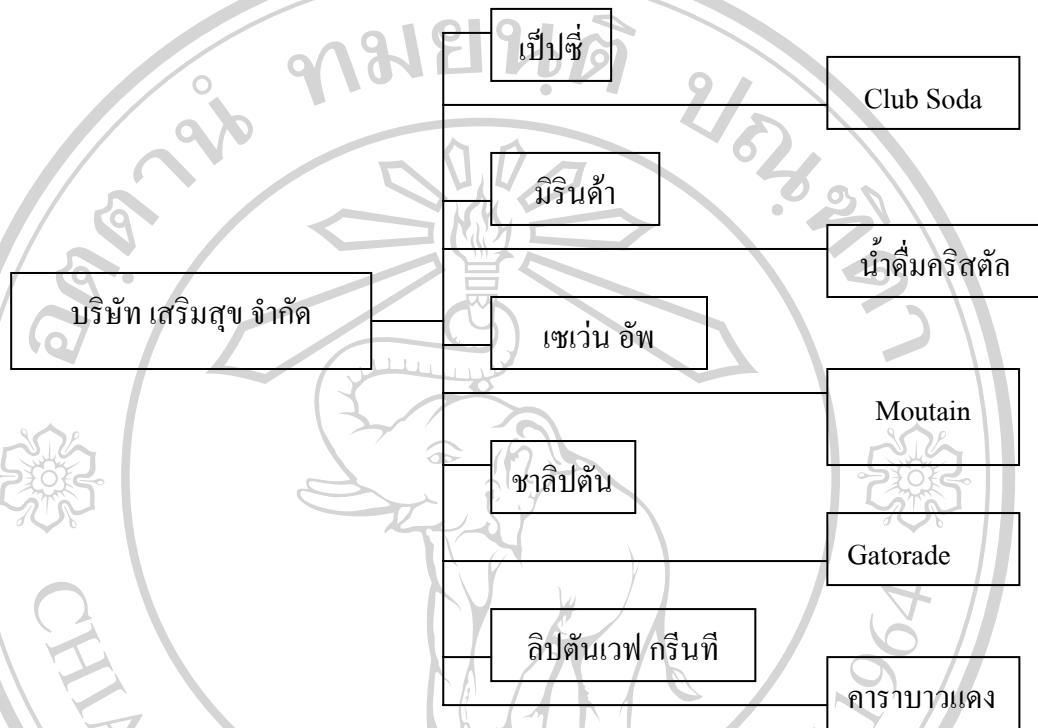 เป็ปซี่
Club Soda
มิรินด้า
น้ำดื่มคริสตัล
บริษัท เสริมสุข จำกัด
เซเว่น อัพ
Moutain
ชาลิปตัน
Gatorade
ลิปตันเวฟ กรีนที
คาราบาวแดง
1964